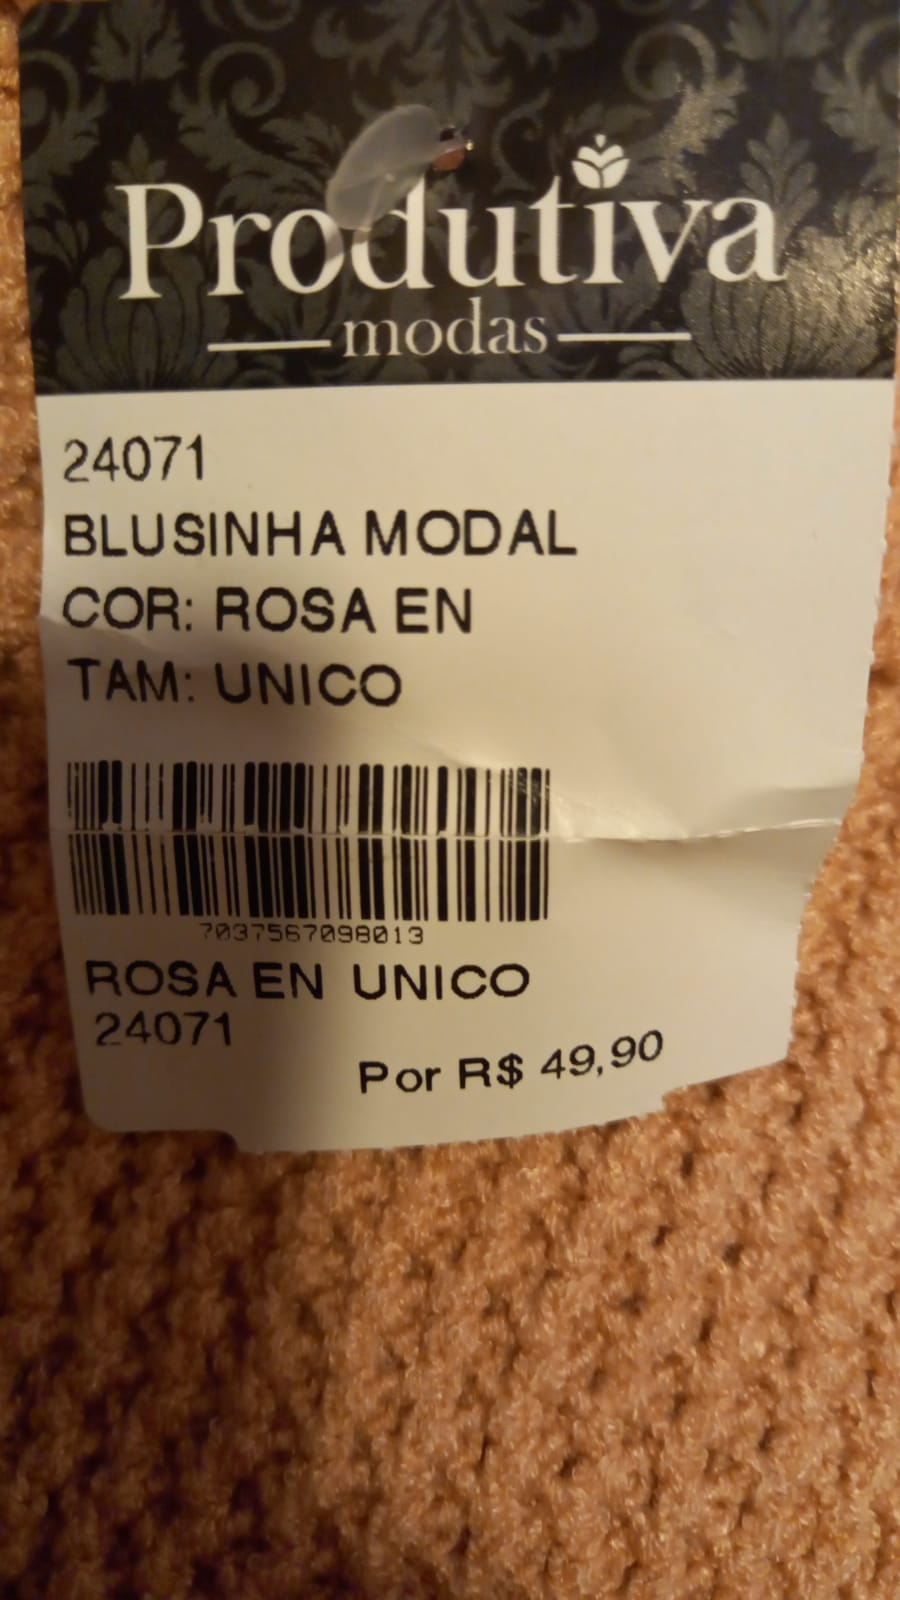 Produtiva
modas
24071
BLUSINHA MODAL
COR: ROSA EN
TAM: UNICO
7037567098013
ROSA EN UNICO
24071
Por R$ 49,90